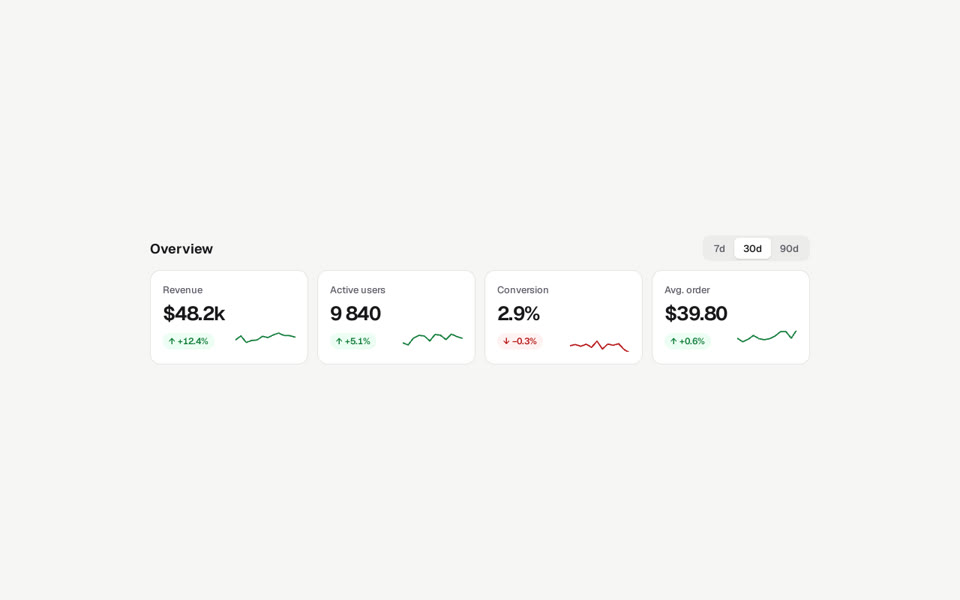 Overview
7d 30d 90d
Revenue
$48.2k
↑ +12.4%
Active users
9 840
↑ +5.1%
Conversion
2.9%
↓ −0.3%
Avg. order
$39.80
↑ +0.6%